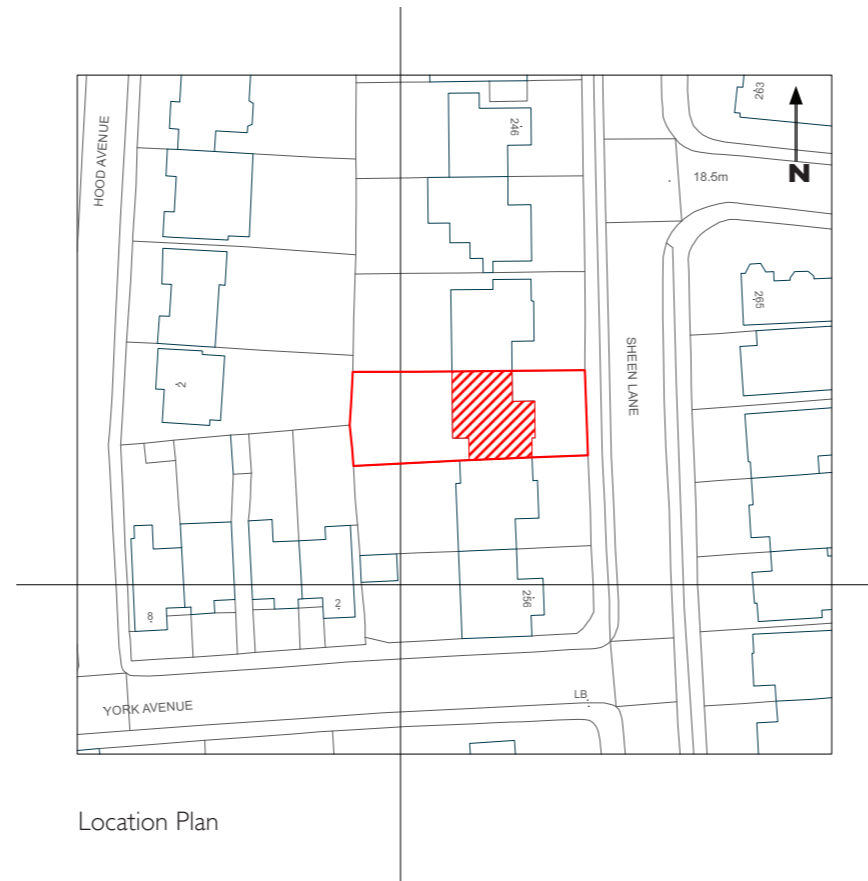 263
HOOD AVENUE
246
N
18.5m
265
SHEEN LANE
2
2
8
256
LB
YORK AVENUE
Location Plan